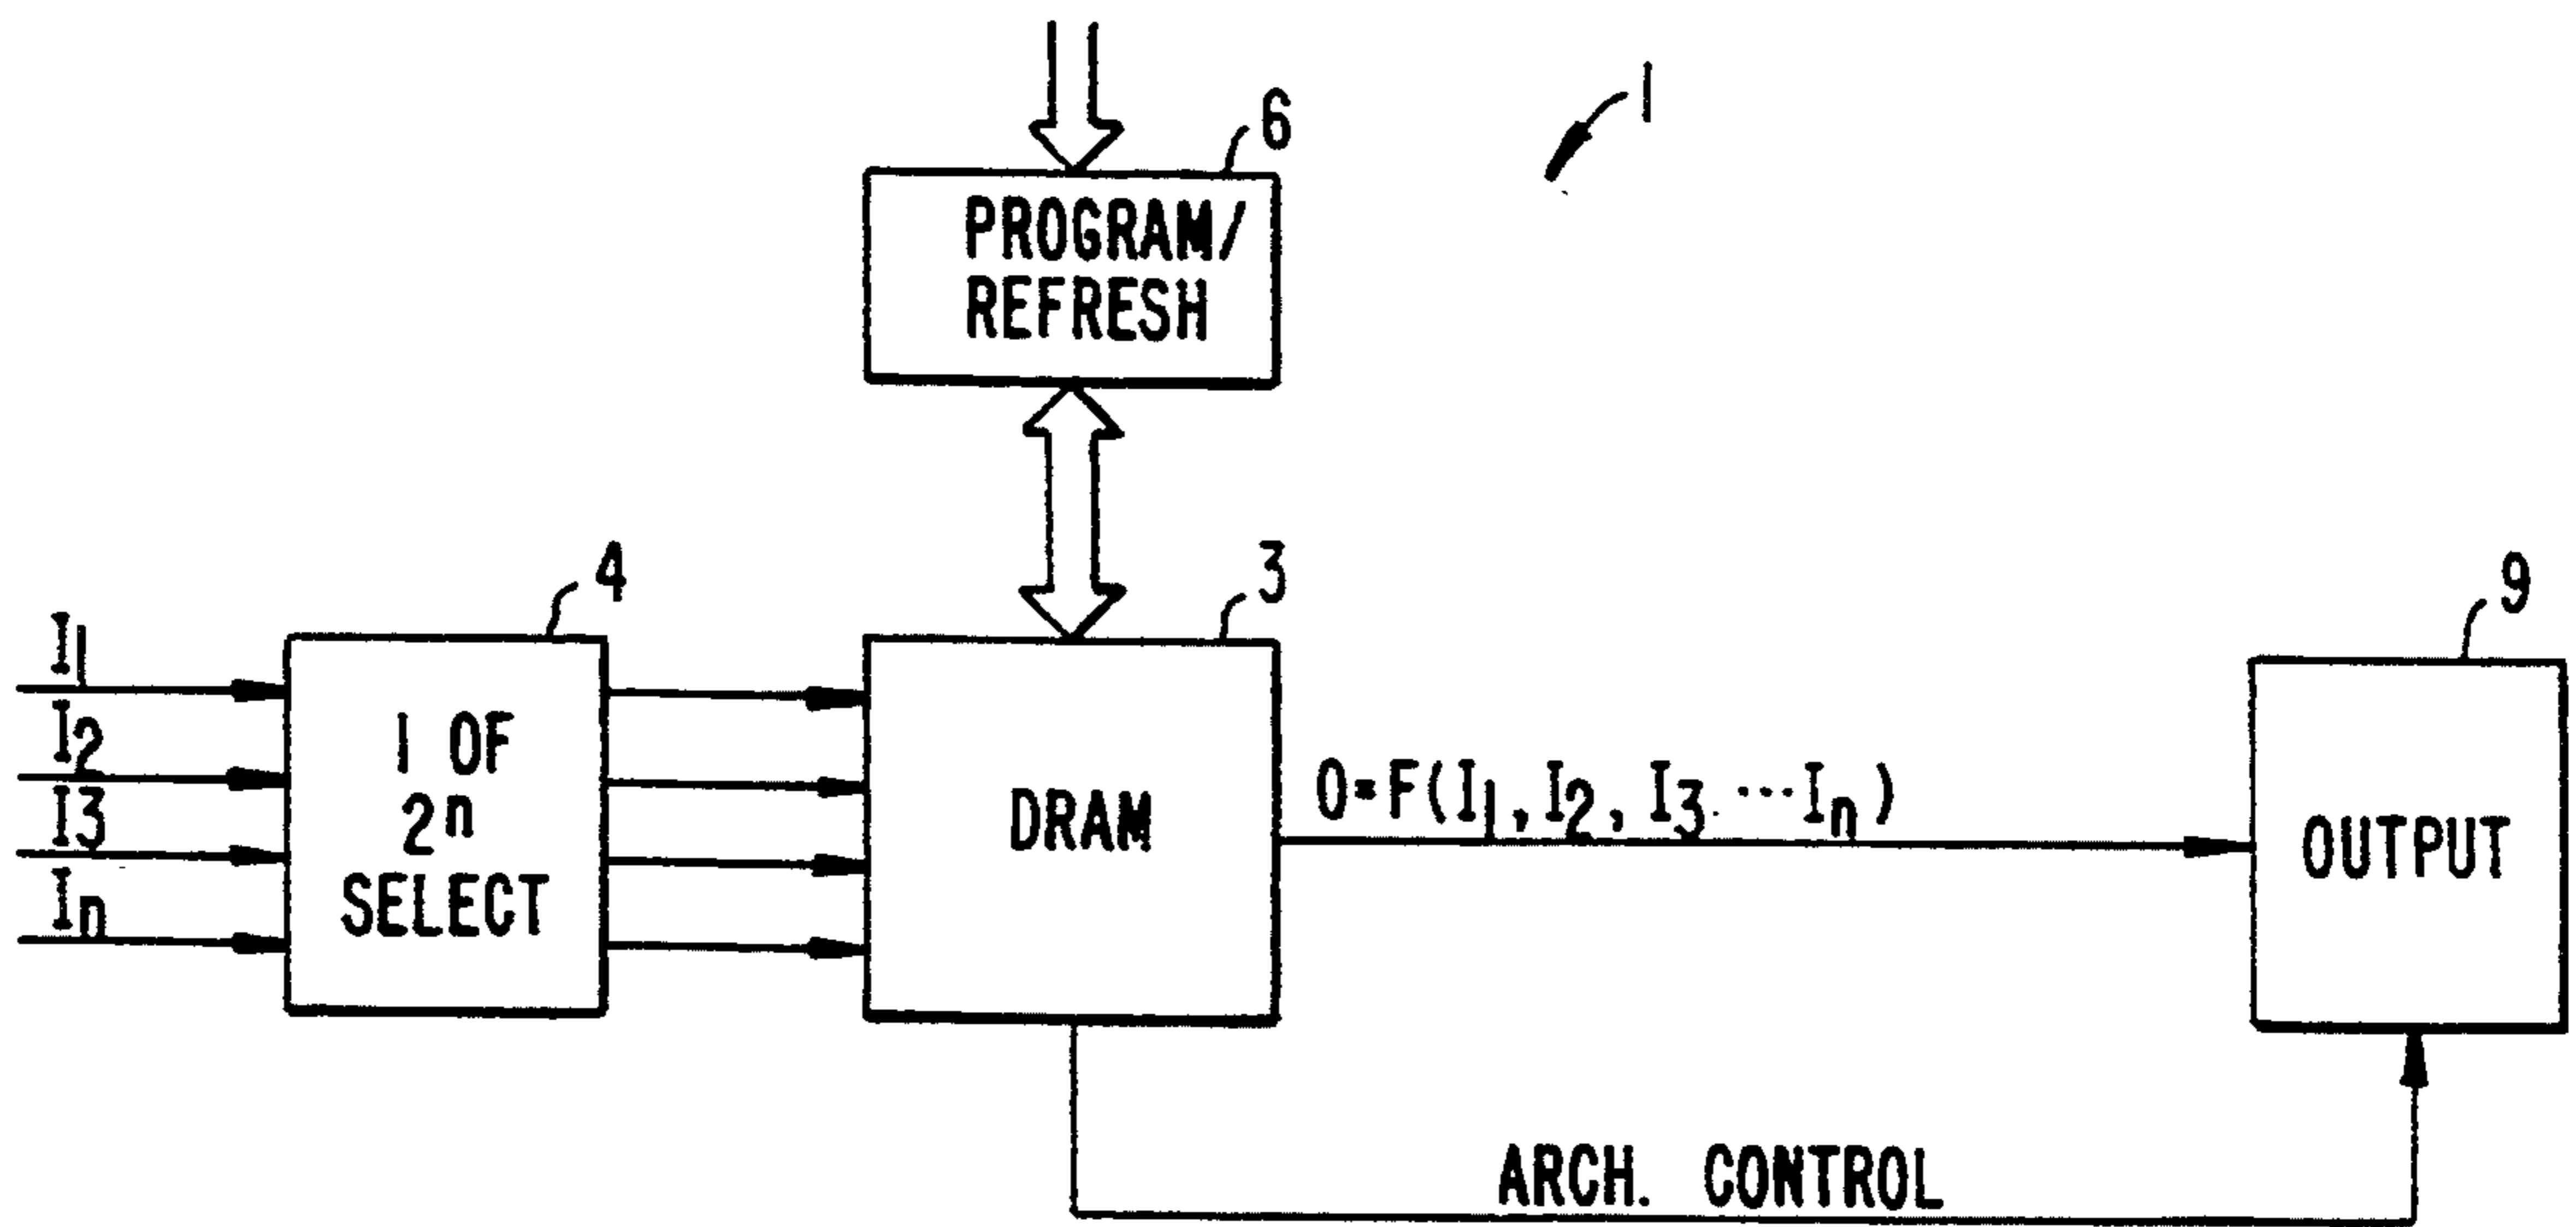 1
6
PROGRAM/
REFRESH
4
3
9
I1
I2
I3
In
1 OF
2n
SELECT
DRAM
O=F(I1, I2, I3 ... In)
OUTPUT
ARCH. CONTROL